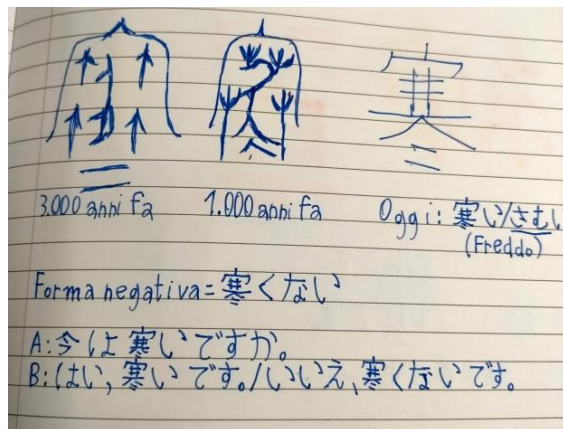 3.000 anni fa 1.000 anni fa Oggi: 寒い/さむい
(Freddo)
Forma negativa=寒くない
A:今は寒いですか。
B:はい,寒いです。/いいえ、寒くないです。